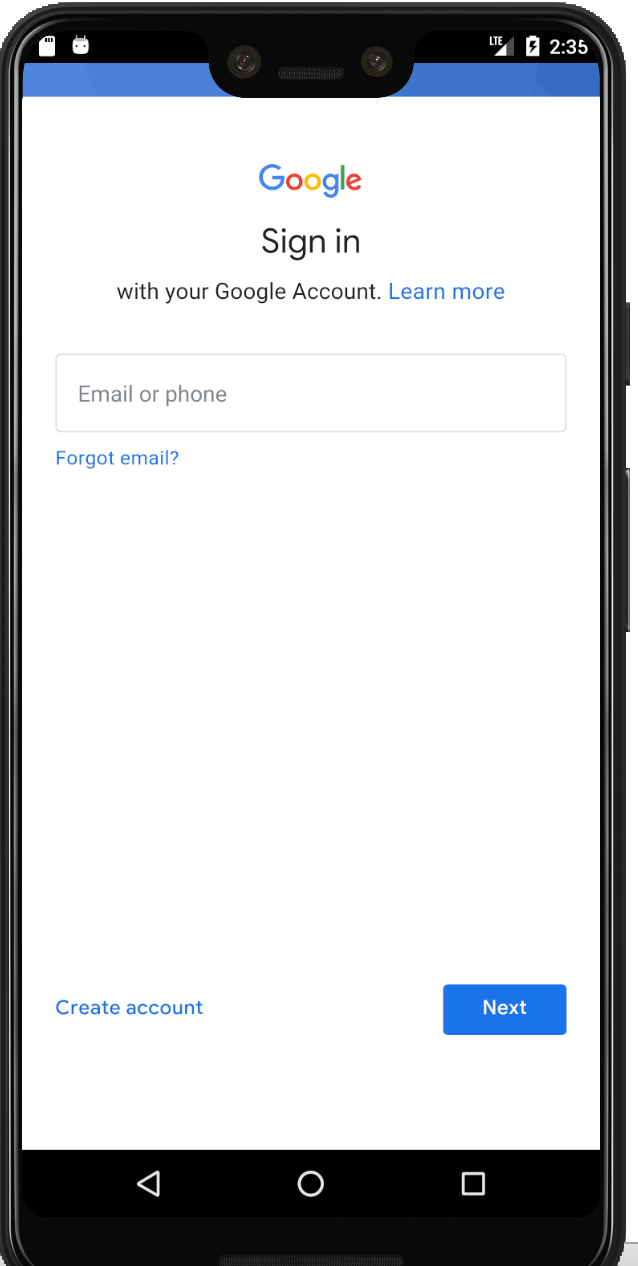 LTE 2:35
Google
Sign in
with your Google Account. Learn more
Email or phone
Forgot email?
Create account
Next